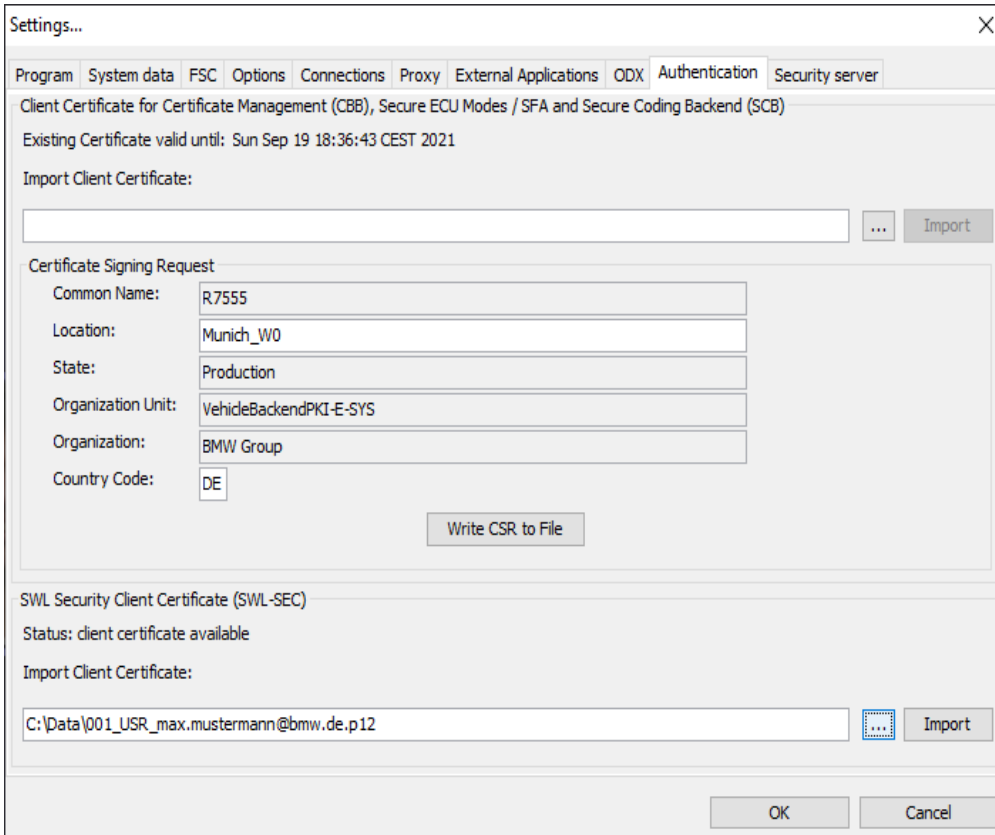 Settings...
Program System data FSC Options Connections Proxy External Applications ODX Authentication Security server
Client Certificate for Certificate Management (CBB), Secure ECU Modes / SFA and Secure Coding Backend (SCB)
Existing Certificate valid until: Sun Sep 19 18:36:43 CEST 2021
Import Client Certificate:
... Import
Certificate Signing Request
Common Name: R7555
Location: Munich_W0
State: Production
Organization Unit: VehicleBackendPKI-E-SYS
Organization: BMW Group
Country Code: DE
Write CSR to File
SWL Security Client Certificate (SWL-SEC)
Status: client certificate available
Import Client Certificate:
C:\Data\001_USR_max.mustermann@bmw.de.p12 ... Import
OK Cancel